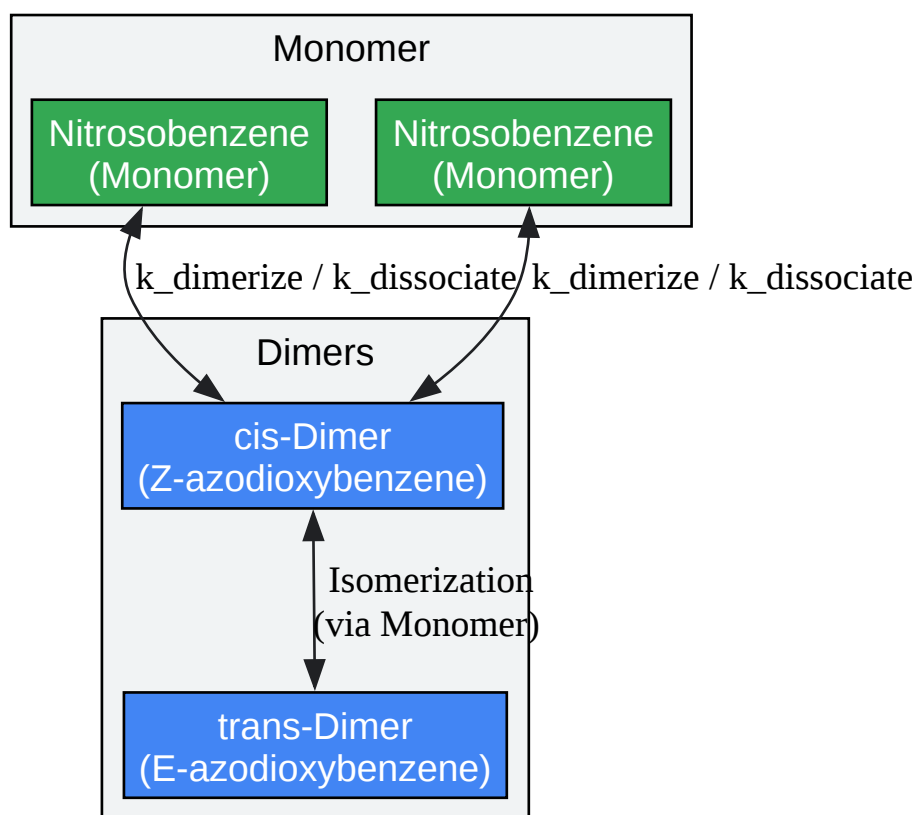 Monomer
Nitrosobenzene
(Monomer)
Nitrosobenzene
(Monomer)
k_dimerize / k_dissociate
k_dimerize / k_dissociate
Dimers
cis-Dimer
(Z-azodioxybenzene)
Isomerization
(via Monomer)
trans-Dimer
(E-azodioxybenzene)